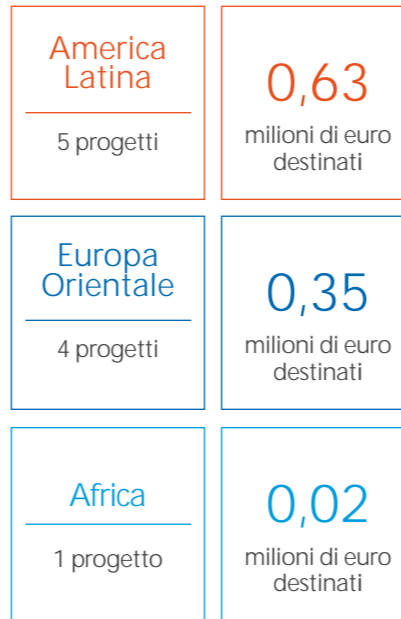 America
Latina
5 progetti
0,63
milioni di euro
destinati
Europa
Orientale
4 progetti
0,35
milioni di euro
destinati
Africa
1 progetto
0,02
milioni di euro
destinati